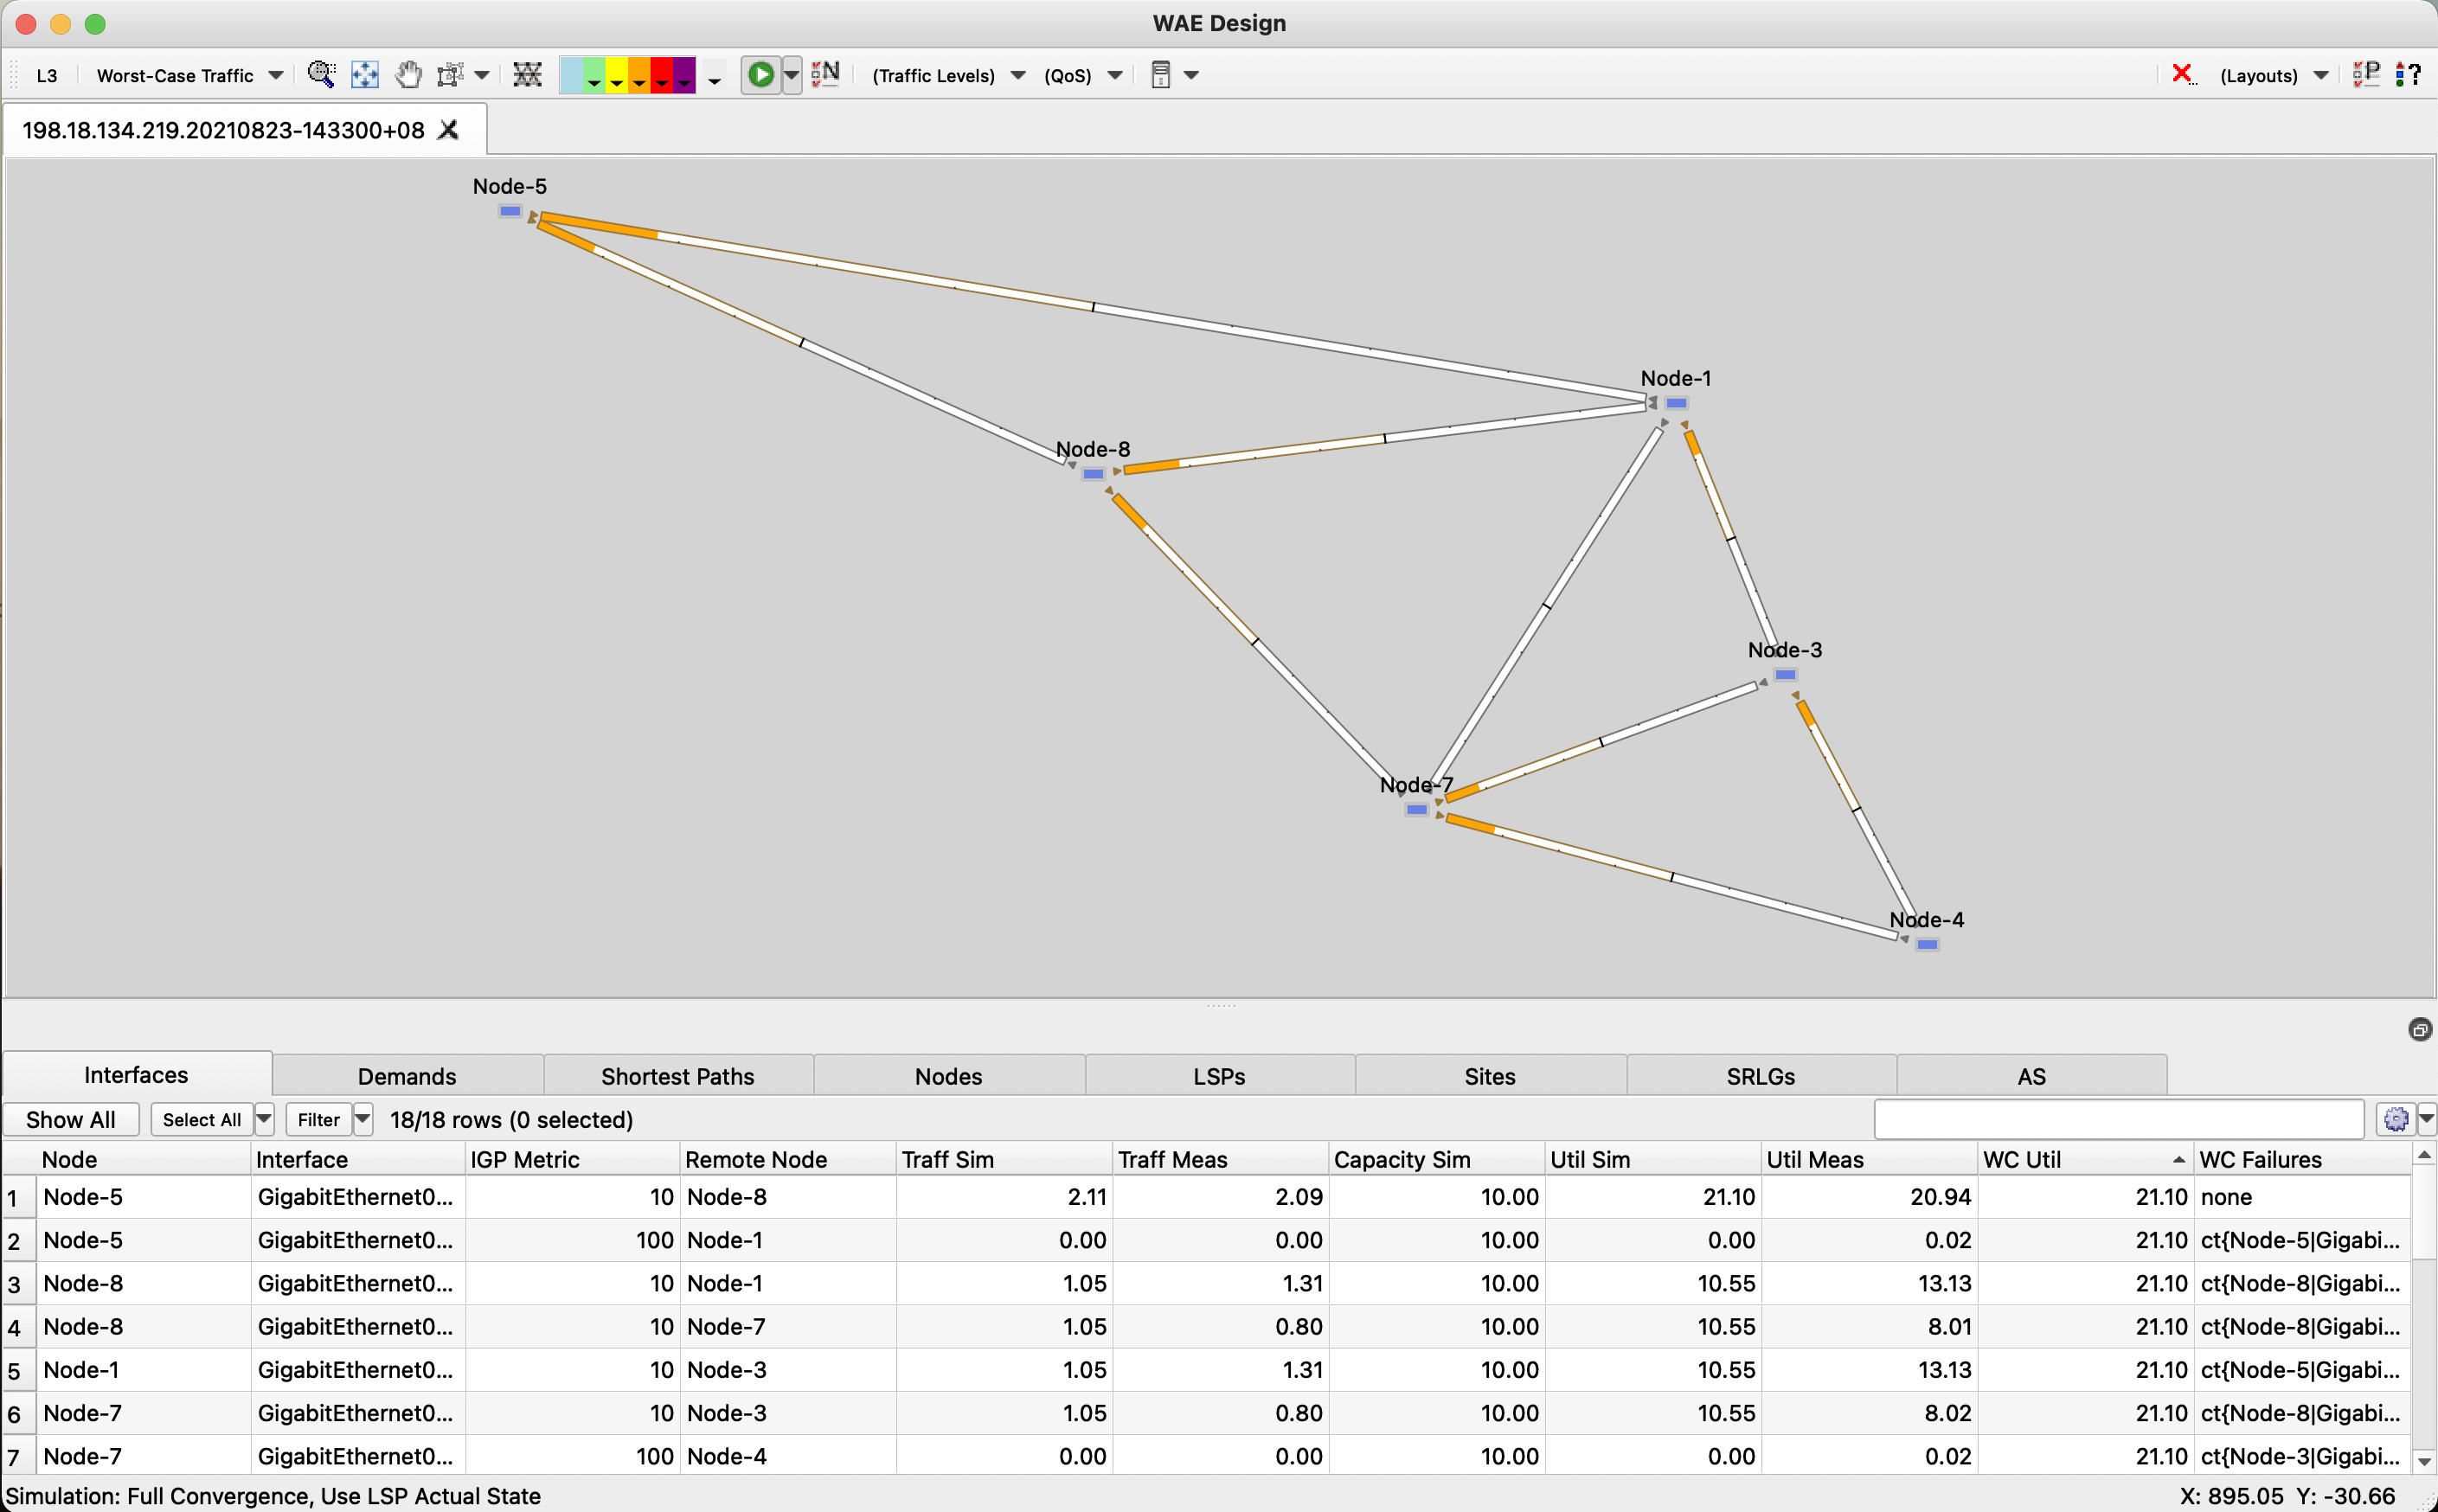 WAE Design
L3 Worst-Case Traffic (Traffic Levels) (QoS) (Layouts)
198.18.134.219.20210823-143300+08
Node-5
Node-1
Node-8
Node-3
Node-7
Node-4
Interfaces Demands Shortest Paths Nodes LSPs Sites SRLGs AS
Show All Select All Filter 18/18 rows (0 selected)
Node Interface IGP Metric Remote Node Traff Sim Traff Meas Capacity Sim Util Sim Util Meas WC Util WC Failures
1 Node-5 GigabitEthernet0... 10 Node-8 2.11 2.09 10.00 21.10 20.94 21.10 none
2 Node-5 GigabitEthernet0... 100 Node-1 0.00 0.00 10.00 0.00 0.02 21.10 ct{Node-5|Gigabi...
3 Node-8 GigabitEthernet0... 10 Node-1 1.05 1.31 10.00 10.55 13.13 21.10 ct{Node-8|Gigabi...
4 Node-8 GigabitEthernet0... 10 Node-7 1.05 0.80 10.00 10.55 8.01 21.10 ct{Node-8|Gigabi...
5 Node-1 GigabitEthernet0... 10 Node-3 1.05 1.31 10.00 10.55 13.13 21.10 ct{Node-5|Gigabi...
6 Node-7 GigabitEthernet0... 10 Node-3 1.05 0.80 10.00 10.55 8.02 21.10 ct{Node-8|Gigabi...
7 Node-7 GigabitEthernet0... 100 Node-4 0.00 0.00 10.00 0.00 0.02 21.10 ct{Node-3|Gigabi...
Simulation: Full Convergence, Use LSP Actual State X: 895.05 Y: -30.66